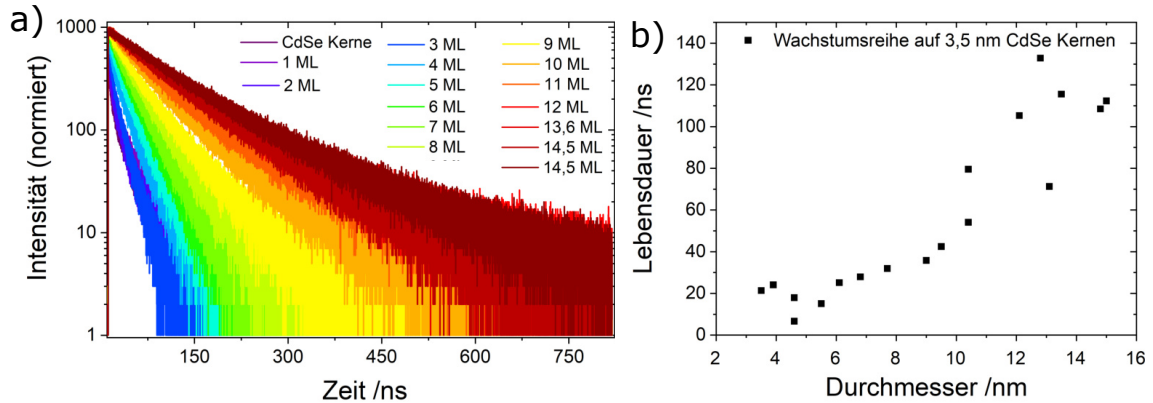 a)
1000
100
10
1
Intensität (normiert)
CdSe Kerne
1 ML
2 ML
3 ML
4 ML
5 ML
6 ML
7 ML
8 ML
9 ML
10 ML
11 ML
12 ML
13,6 ML
14,5 ML
14,5 ML
150
300
450
600
750
Zeit /ns
b)
140
120
100
80
60
40
20
0
Lebensdauer /ns
Wachstumsreihe auf 3,5 nm CdSe Kernen
2
4
6
8
10
12
14
16
Durchmesser /nm